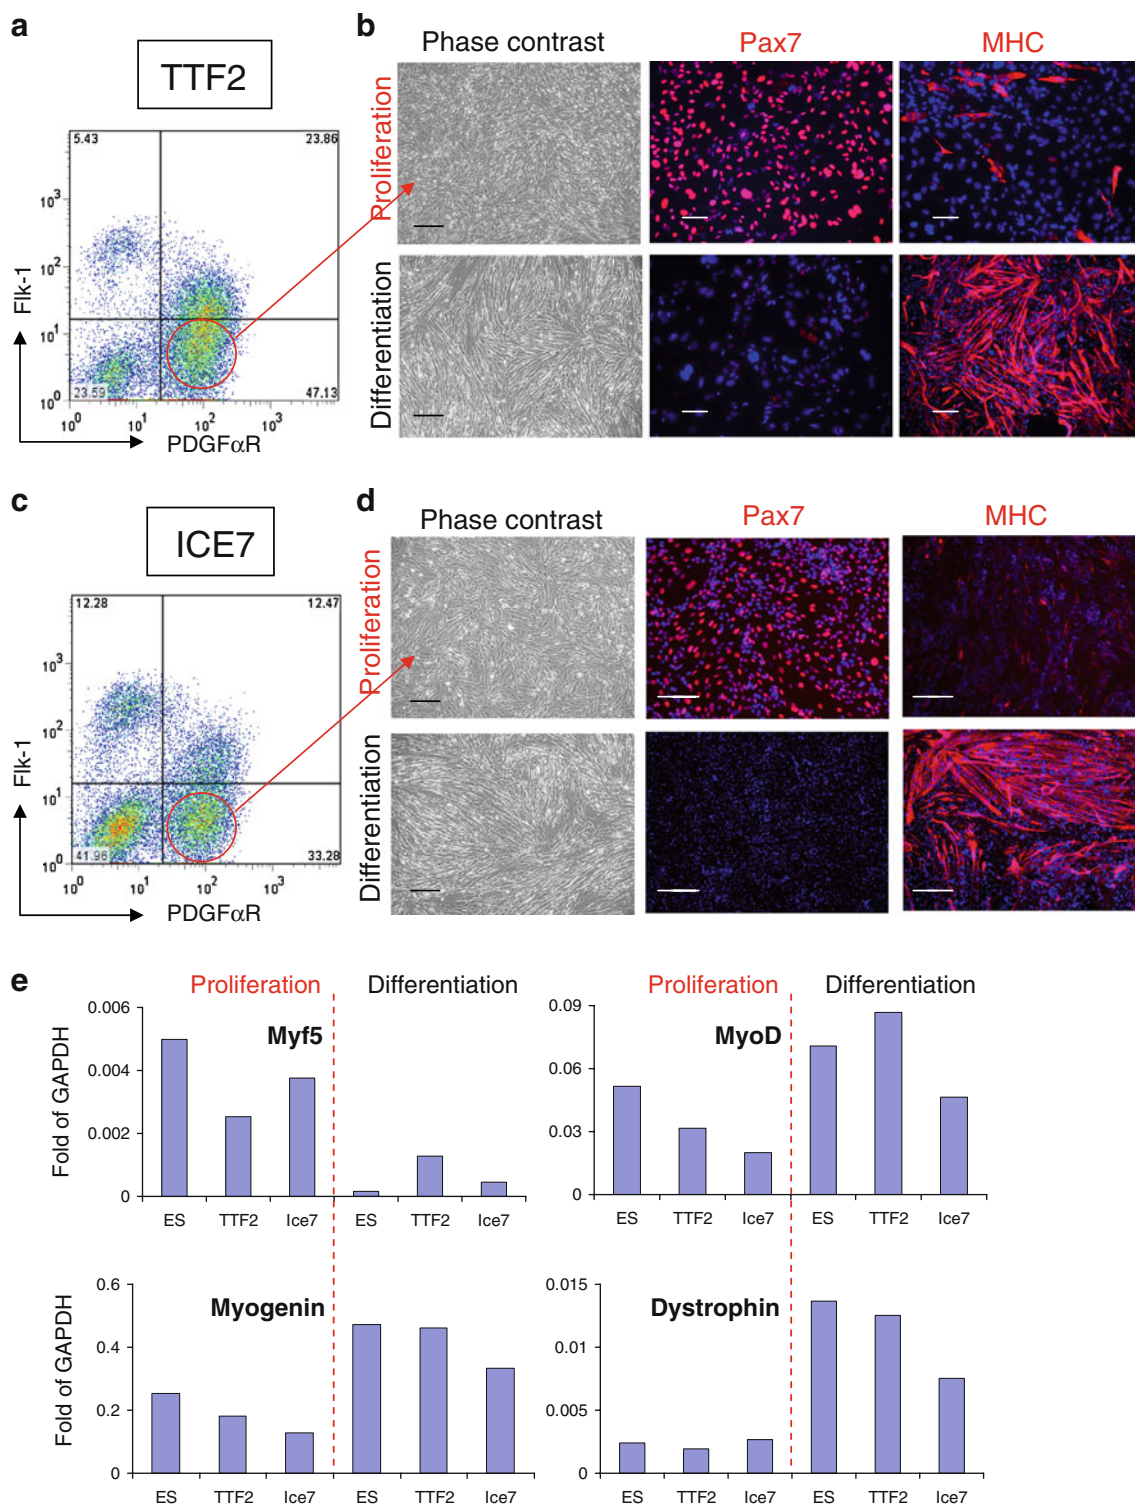 a
TTF2
5.43
23.86
10³
10²
10¹
10⁰
23.59
47.13
10⁰ 10¹ 10² 10³
Flk-1
PDGFαR
b
Phase contrast Pax7 MHC
Proliferation
Differentiation
c
ICE7
12.28
12.47
10³
10²
10¹
10⁰
41.96
33.28
10⁰ 10¹ 10² 10³
Flk-1
PDGFαR
d
Phase contrast Pax7 MHC
Proliferation
Differentiation
e
Proliferation Differentiation
Myf5
Fold of GAPDH
0.006
0.004
0.002
0
ES TTF2 Ice7 ES TTF2 Ice7
Proliferation Differentiation
MyoD
0.09
0.06
0.03
0
ES TTF2 Ice7 ES TTF2 Ice7
Myogenin
Fold of GAPDH
0.6
0.4
0.2
0
ES TTF2 Ice7 ES TTF2 Ice7
Dystrophin
0.015
0.01
0.005
0
ES TTF2 Ice7 ES TTF2 Ice7